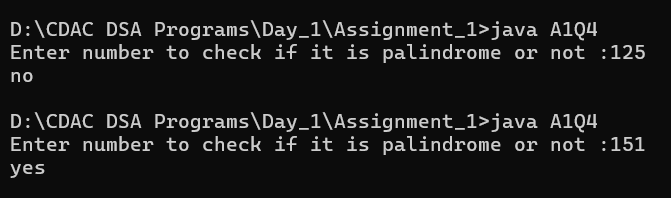 D:\CDAC DSA Programs\Day_1\Assignment_1>java A1Q4
Enter number to check if it is palindrome or not :125
no
D:\CDAC DSA Programs\Day_1\Assignment_1>java A1Q4
Enter number to check if it is palindrome or not :151
yes